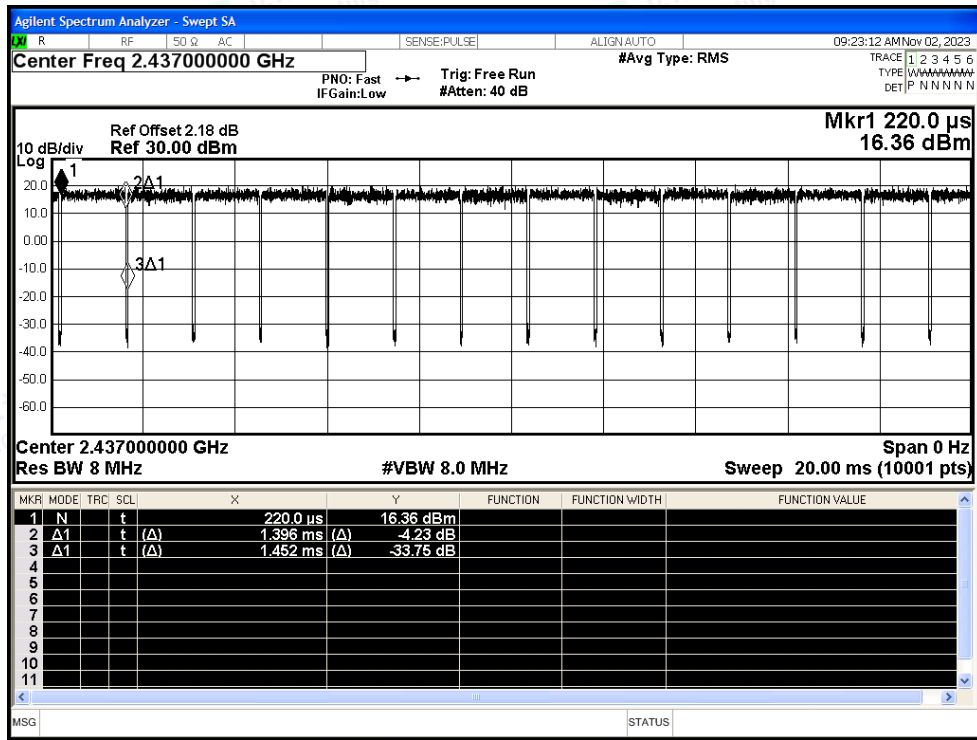 Agilent Spectrum Analyzer - Swept SA
LXI R RF 50 Ω AC SENSE:PULSE ALIGN AUTO 09:23:12 AM Nov 02, 2023
Center Freq 2.437000000 GHz #Avg Type: RMS TRACE 1 2 3 4 5 6
PNO: Fast Trig: Free Run TYPE
IFGain:Low #Atten: 40 dB DET P N N N N N
Mkr1 220.0 µs
Ref Offset 2.18 dB
10 dB/div Ref 30.00 dBm 16.36 dBm
Log
1
20.0 2Δ1
10.0
0.00
-10.0 3Δ1
-20.0
-30.0
-40.0
-50.0
-60.0
Center 2.437000000 GHz Span 0 Hz
Res BW 8 MHz #VBW 8.0 MHz Sweep 20.00 ms (10001 pts)
MKR MODE TRC SCL X Y FUNCTION FUNCTION WIDTH FUNCTION VALUE
1 N t 220.0 µs 16.36 dBm
2 Δ1 t (Δ) 1.396 ms (Δ) -4.23 dB
3 Δ1 t (Δ) 1.452 ms (Δ) -33.75 dB
4
5
6
7
8
9
10
11
MSG STATUS